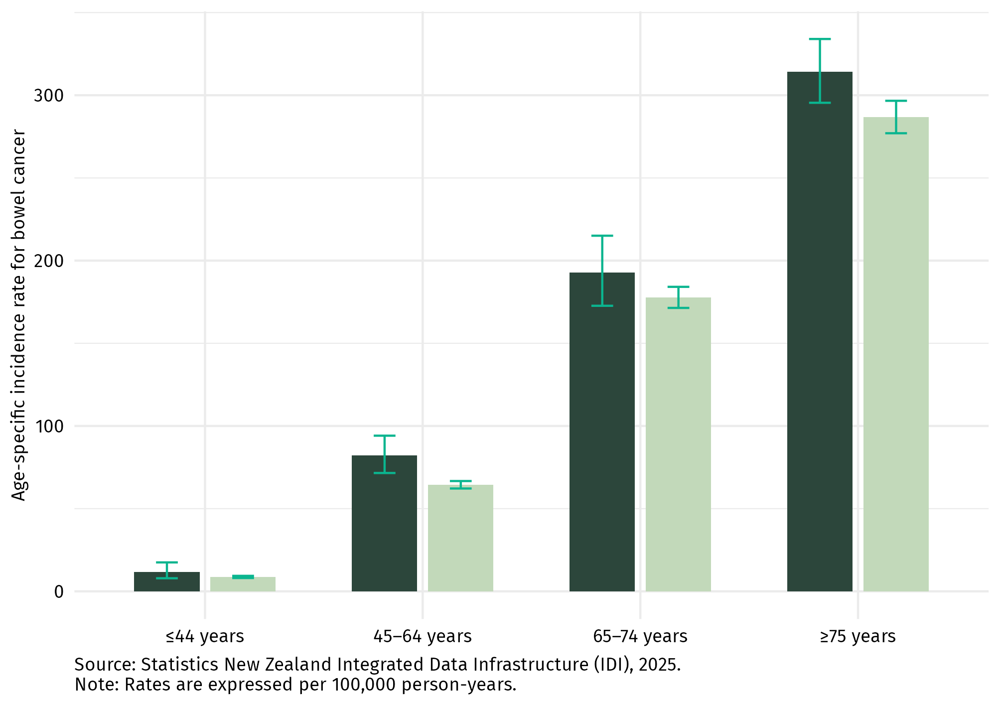 Age-specific incidence rate for bowel cancer
300
200
100
0
≤44 years
45–64 years
65–74 years
≥75 years
Source: Statistics New Zealand Integrated Data Infrastructure (IDI), 2025.
Note: Rates are expressed per 100,000 person-years.